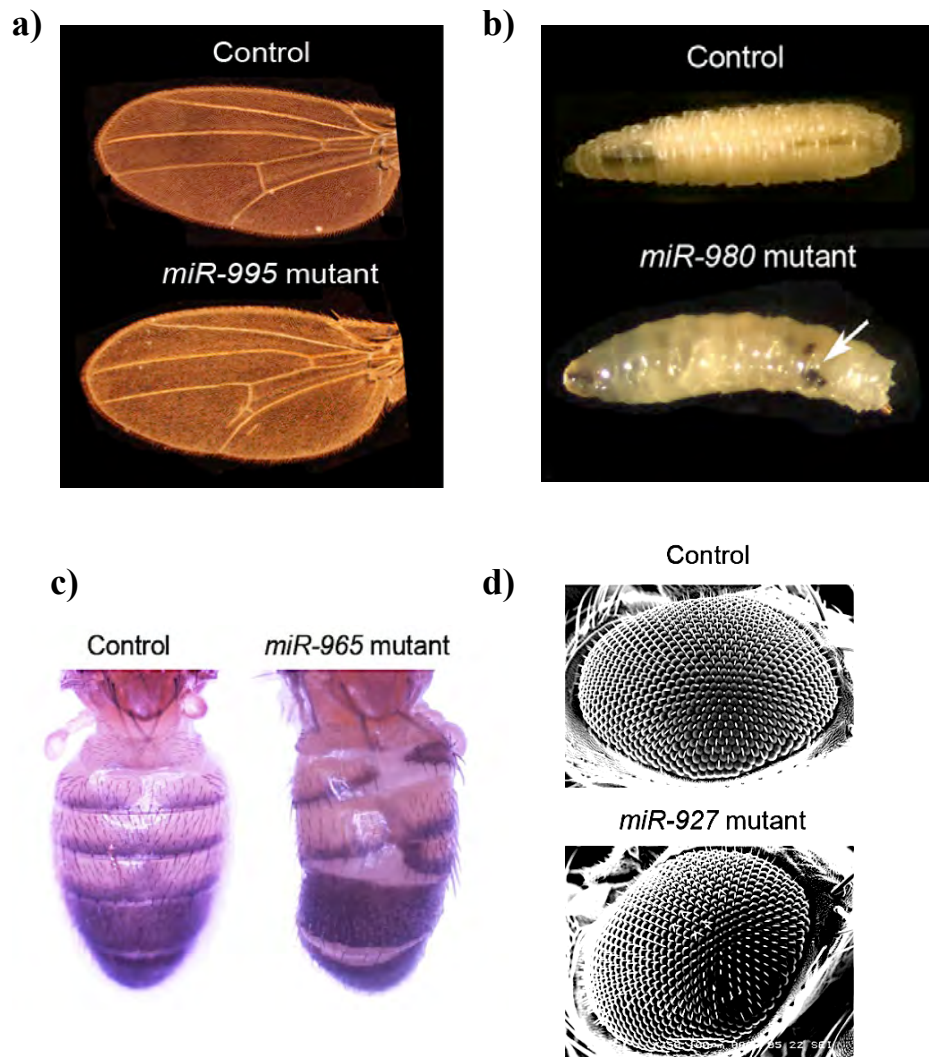 a)
Control
miR-995 mutant
b)
Control
miR-980 mutant
c)
Control
miR-965 mutant
d)
Control
miR-927 mutant